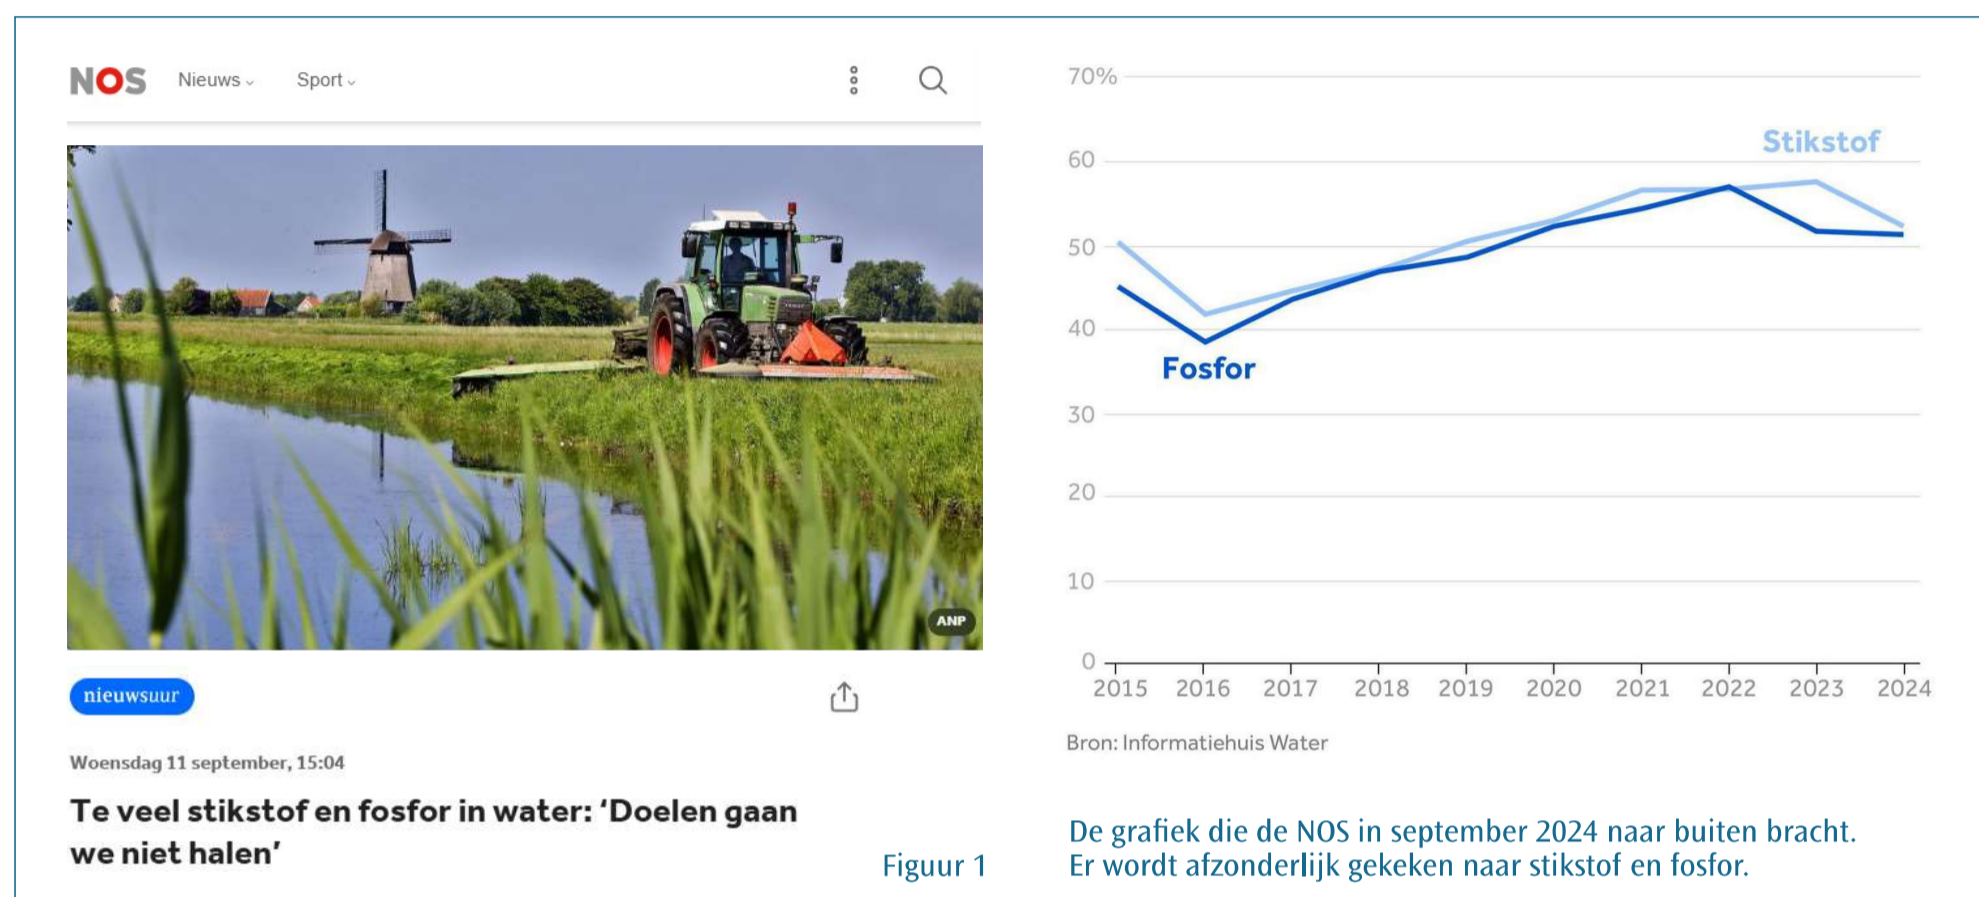 NOS Nieuws Sport
ANP
nieuwsuur
Woensdag 11 september, 15:04
Te veel stikstof en fosfor in water: ‘Doelen gaan
we niet halen’
Figuur 1
70%
60
50
40
30
20
10
0
Stikstof
Fosfor
2015 2016 2017 2018 2019 2020 2021 2022 2023 2024
Bron: Informatiehuis Water
De grafiek die de NOS in september 2024 naar buiten bracht.
Er wordt afzonderlijk gekeken naar stikstof en fosfor.